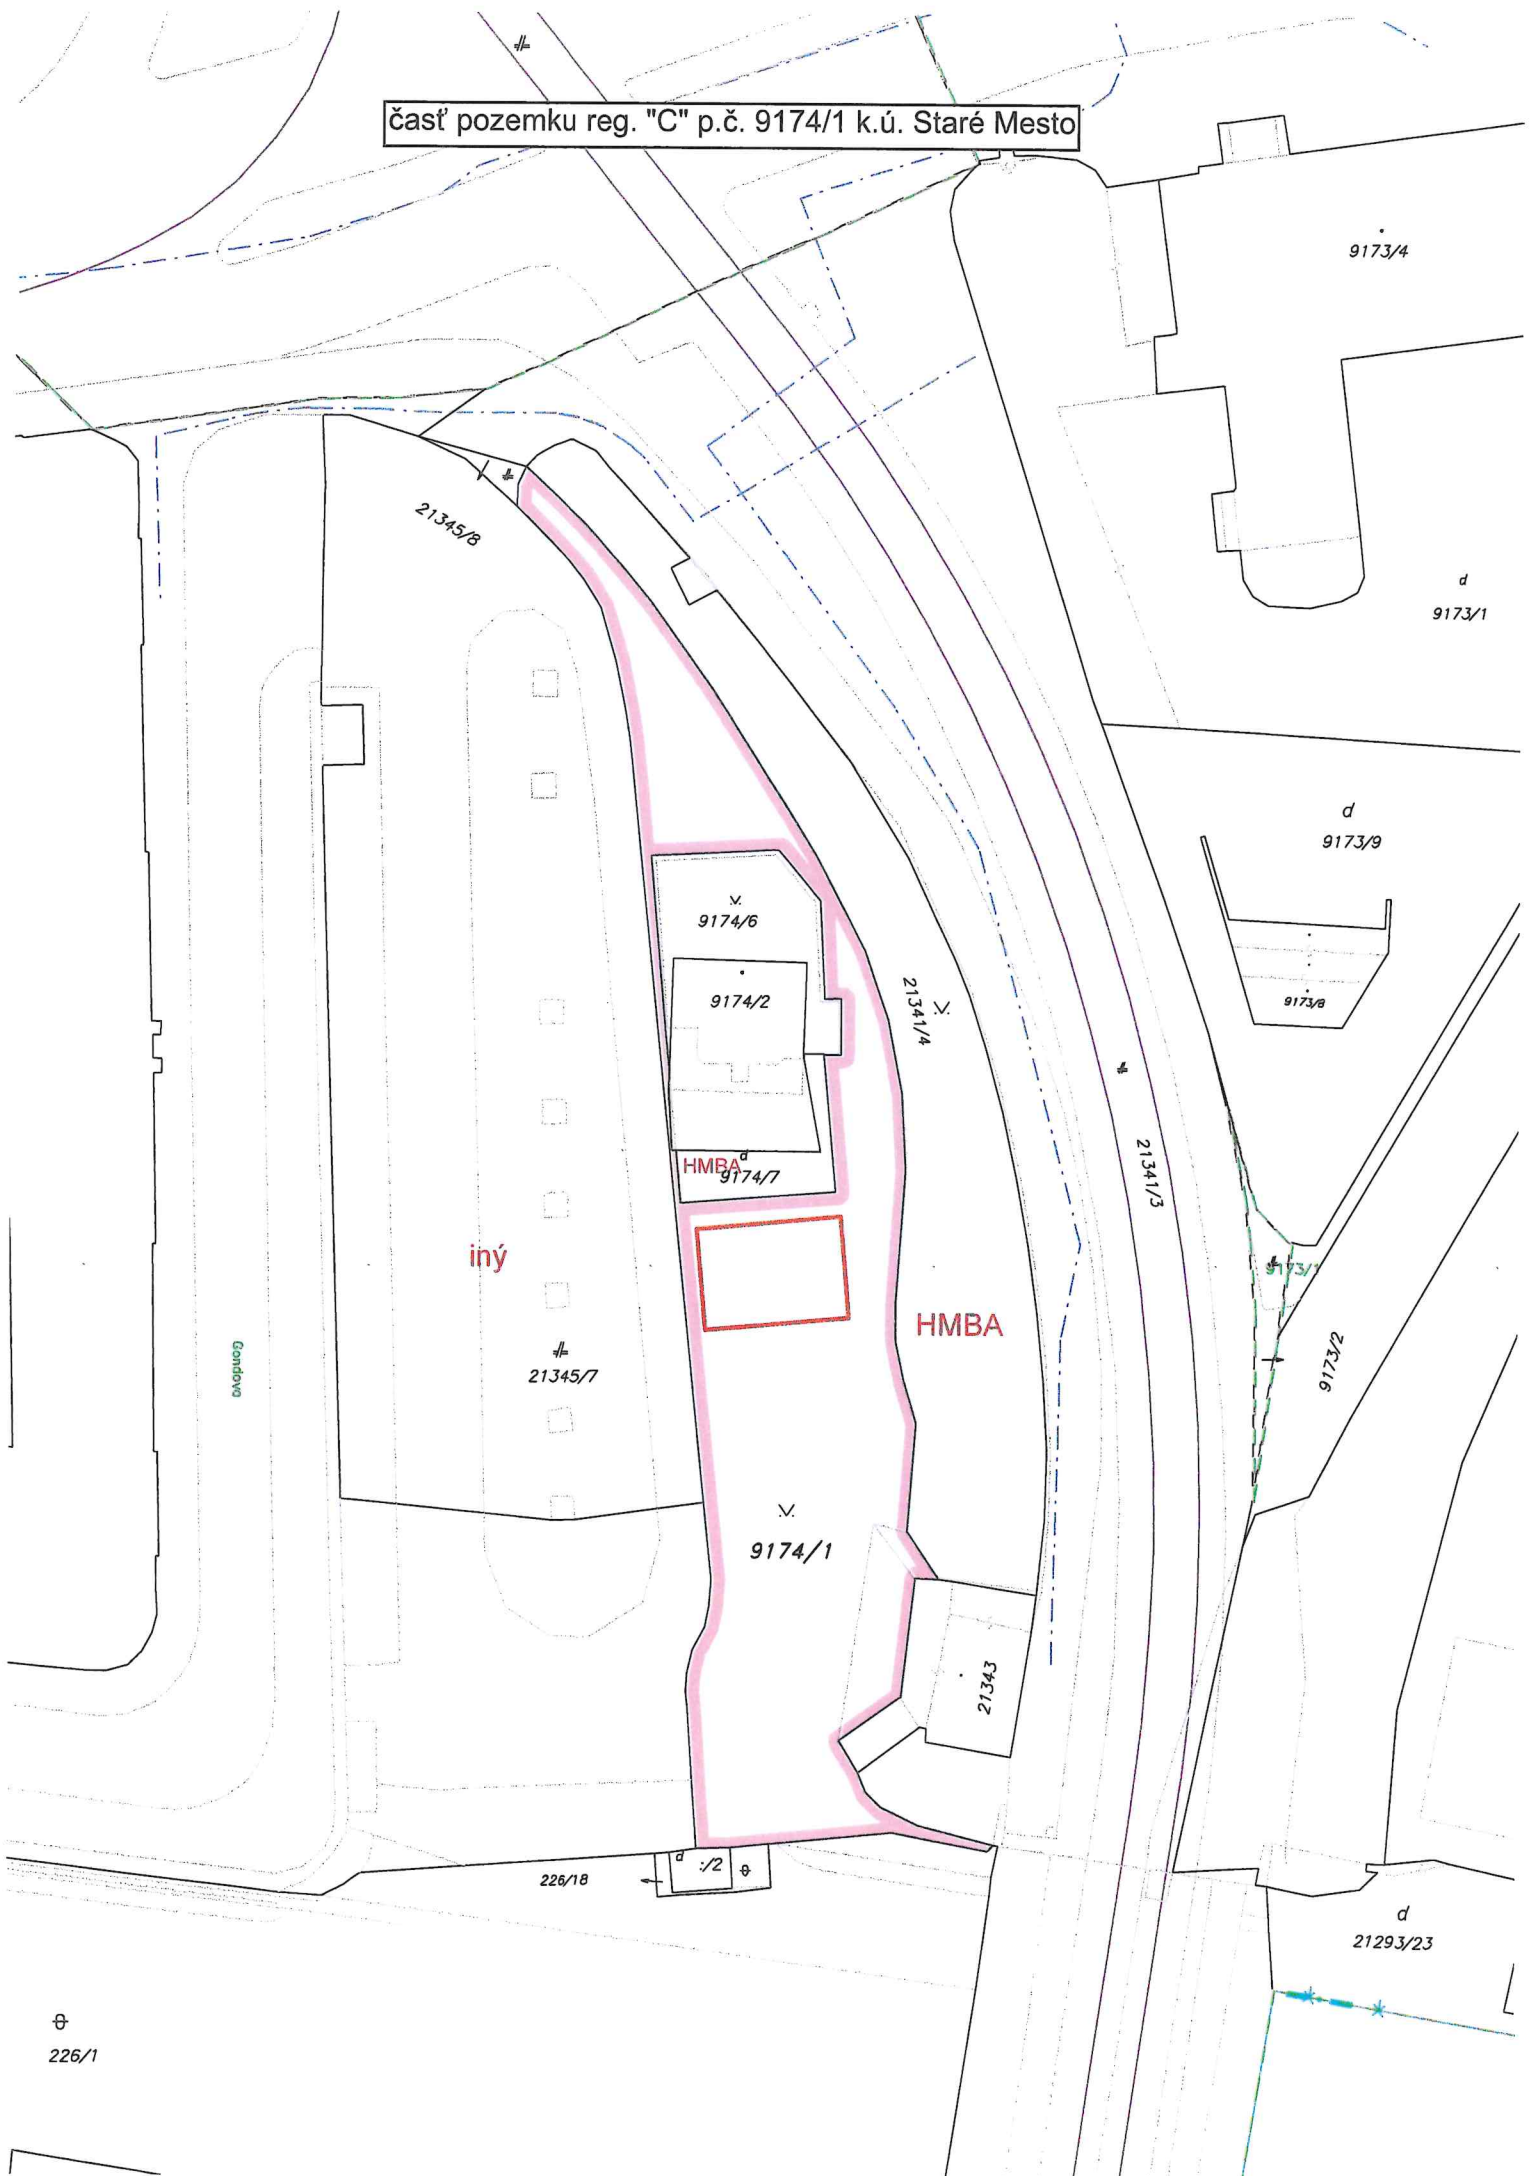 časť pozemku reg. "C" p.č. 9174/1 k.ú. Staré Mesto
9173/4
21345/8
d
9173/1
d
9173/9
9174/6
9174/2
21341/4
9173/8
21341/3
HMBA
d
9174/7
iný
HMBA
9173/1
9173/2
Gondova
21345/7
9174/1
21343
d
:/2
226/18
d
21293/23
226/1